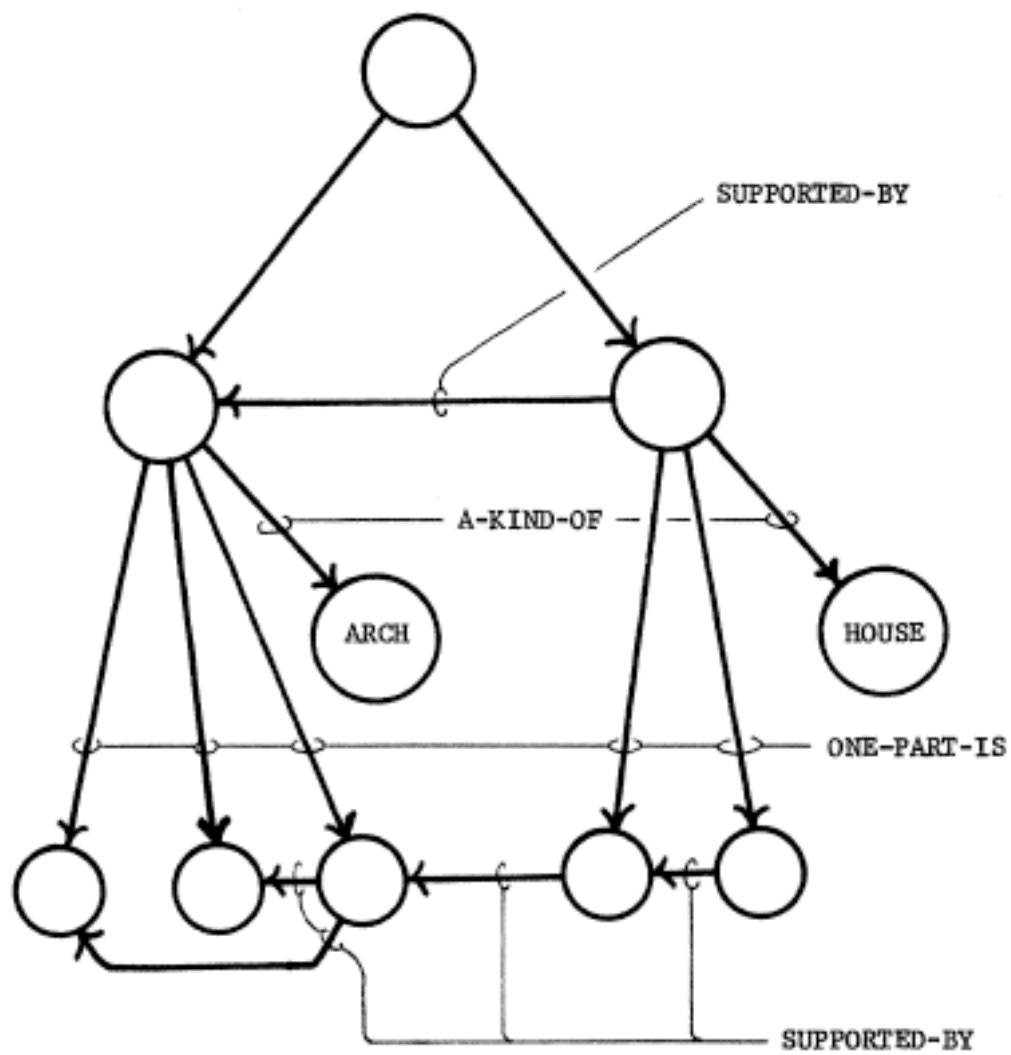 SUPPORTED-BY
A-KIND-OF
ARCH
HOUSE
ONE-PART-IS
SUPPORTED-BY